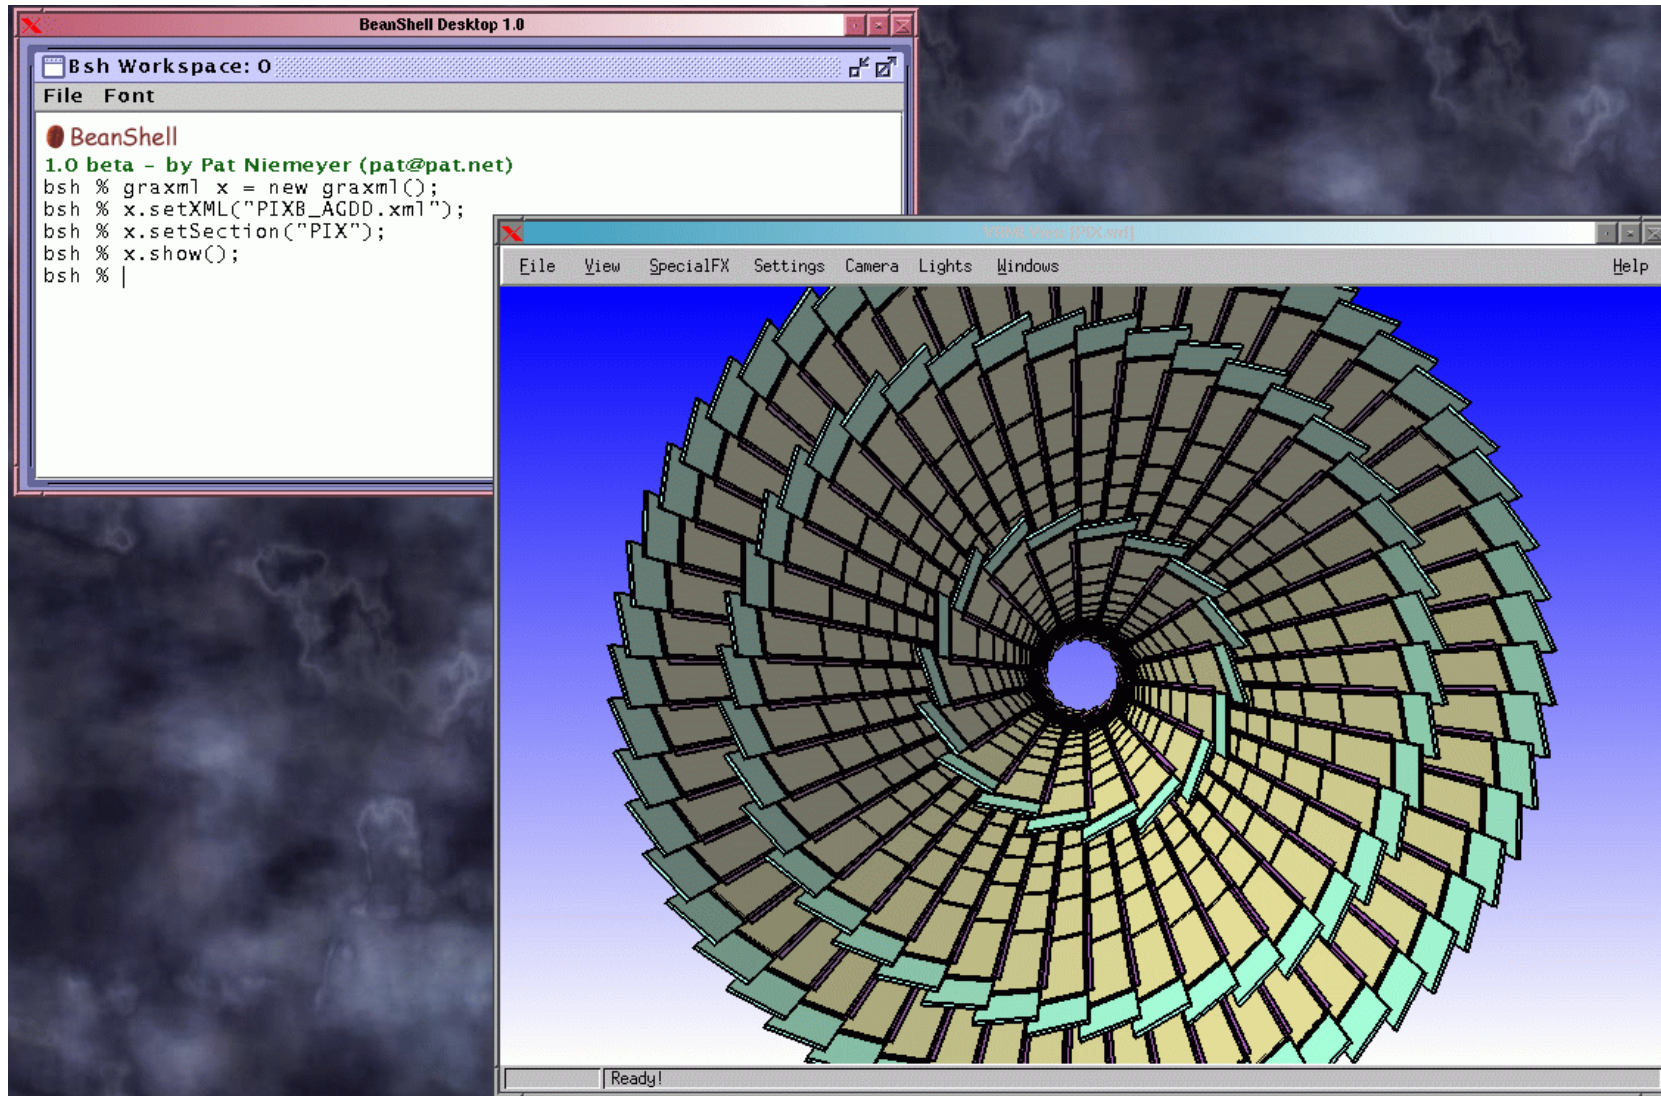 BeanShell Desktop 1.0
Bsh Workspace: 0
File Font
BeanShell
1.0 beta – by Pat Niemeyer (pat@pat.net)
bsh % graxml x = new graxml();
bsh % x.setXML("PIXB_AGDD.xml");
bsh % x.setSection("PIX");
bsh % x.show();
bsh %
File View SpecialFX Settings Camera Lights Windows Help
Ready!